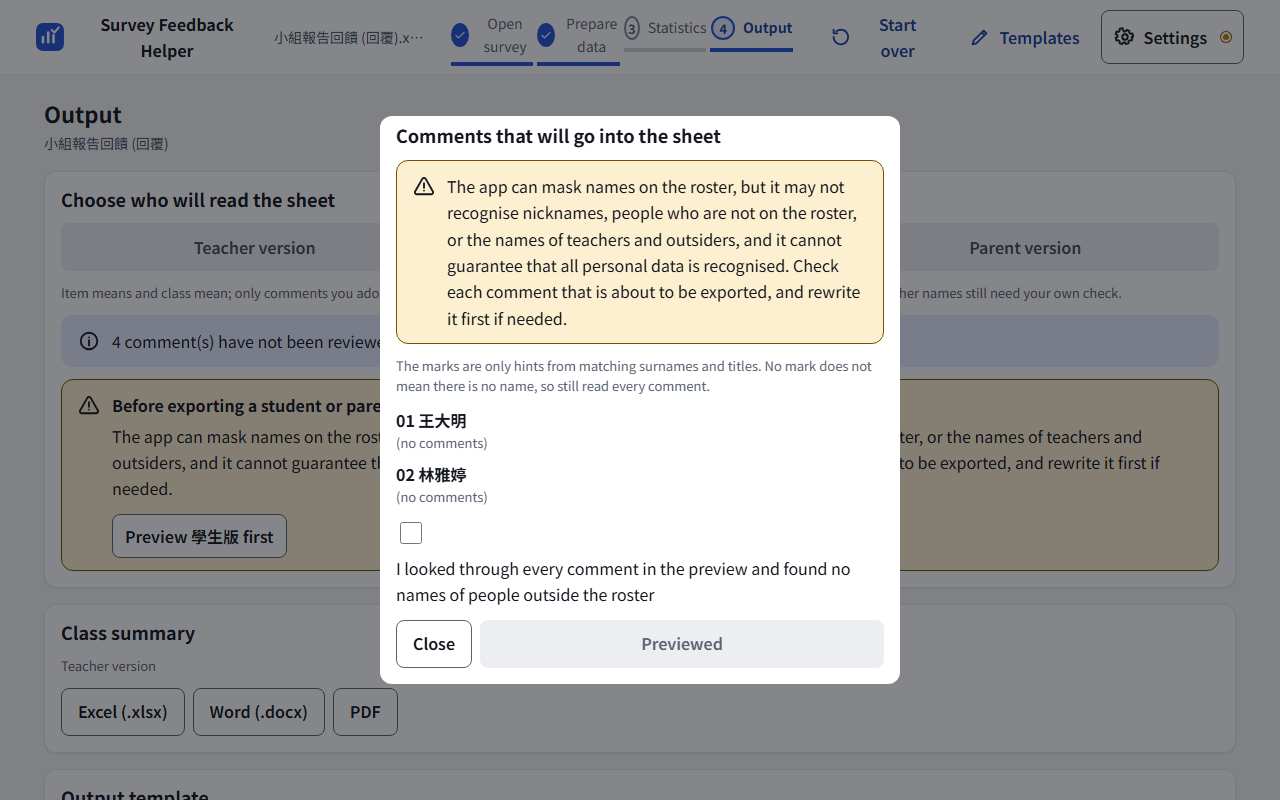 Survey Feedback
Helper
小組報告回饋 (回覆).x…
Open
survey
Prepare
data
3 Statistics
4 Output
Start
over
Templates
Settings
Output
小組報告回饋 (回覆)
Choose who will read the sheet
Teacher version
Parent version
Item means and class mean; only comments you ado
her names still need your own check.
4 comment(s) have not been reviewe
Before exporting a student or pare
The app can mask names on the rost
ter, or the names of teachers and
outsiders, and it cannot guarantee t
to be exported, and rewrite it first if
needed.
Preview 學生版 first
Class summary
Teacher version
Excel (.xlsx)
Word (.docx)
PDF
Output template
Comments that will go into the sheet
The app can mask names on the roster, but it may not
recognise nicknames, people who are not on the roster,
or the names of teachers and outsiders, and it cannot
guarantee that all personal data is recognised. Check
each comment that is about to be exported, and rewrite
it first if needed.
The marks are only hints from matching surnames and titles. No mark does not
mean there is no name, so still read every comment.
01 王大明
(no comments)
02 林雅婷
(no comments)
I looked through every comment in the preview and found no
names of people outside the roster
Close
Previewed